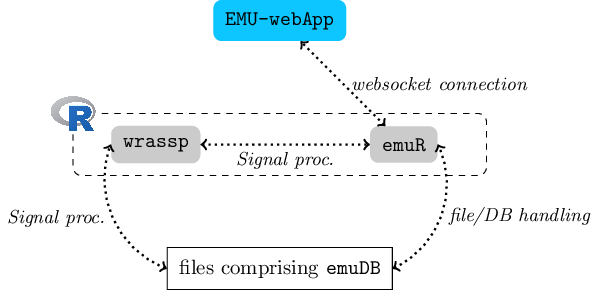 EMU-webApp
websocket connection
R
wrassp
emuR
Signal proc.
Signal proc.
file/DB handling
files comprising emuDB